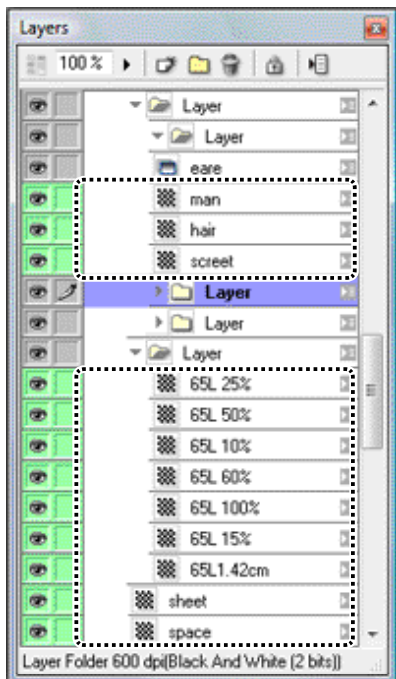 Layers
100 %
Layer
Layer
eare
man
hair
screet
Layer
Layer
Layer
65L 25%
65L 50%
65L 10%
65L 60%
65L 100%
65L 15%
65L1.42cm
sheet
space
Layer Folder 600 dpi(Black And White (2 bits))